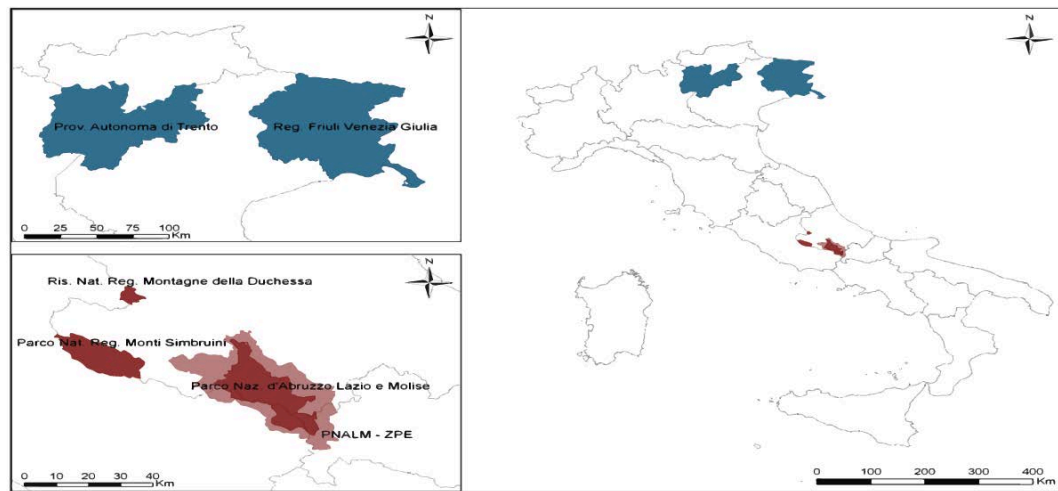 N
Prov. Autonoma di Trento
Reg. Friuli Venezia Giulia
0 25 50 75 100
Km
N
Ris. Nat. Reg. Montagne della Duchessa
Parco Nat. Reg. Monti Simbruini
Parco Naz. d'Abruzzo Lazio e Molise
PNALM - ZPE
0 10 20 30 40
Km
N
0 100 200 300 400
Km